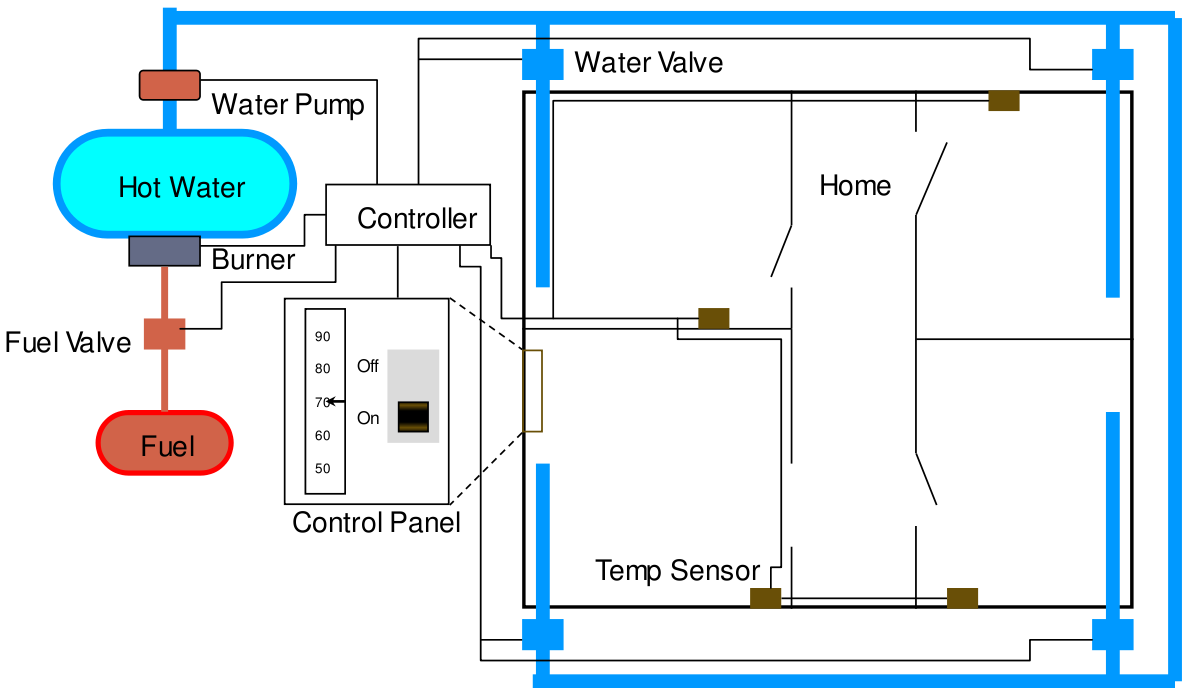 Water Valve
Water Pump
Hot Water
Home
Controller
Burner
Fuel Valve
90
80
70
60
50
Off
On
Fuel
Control Panel
Temp Sensor